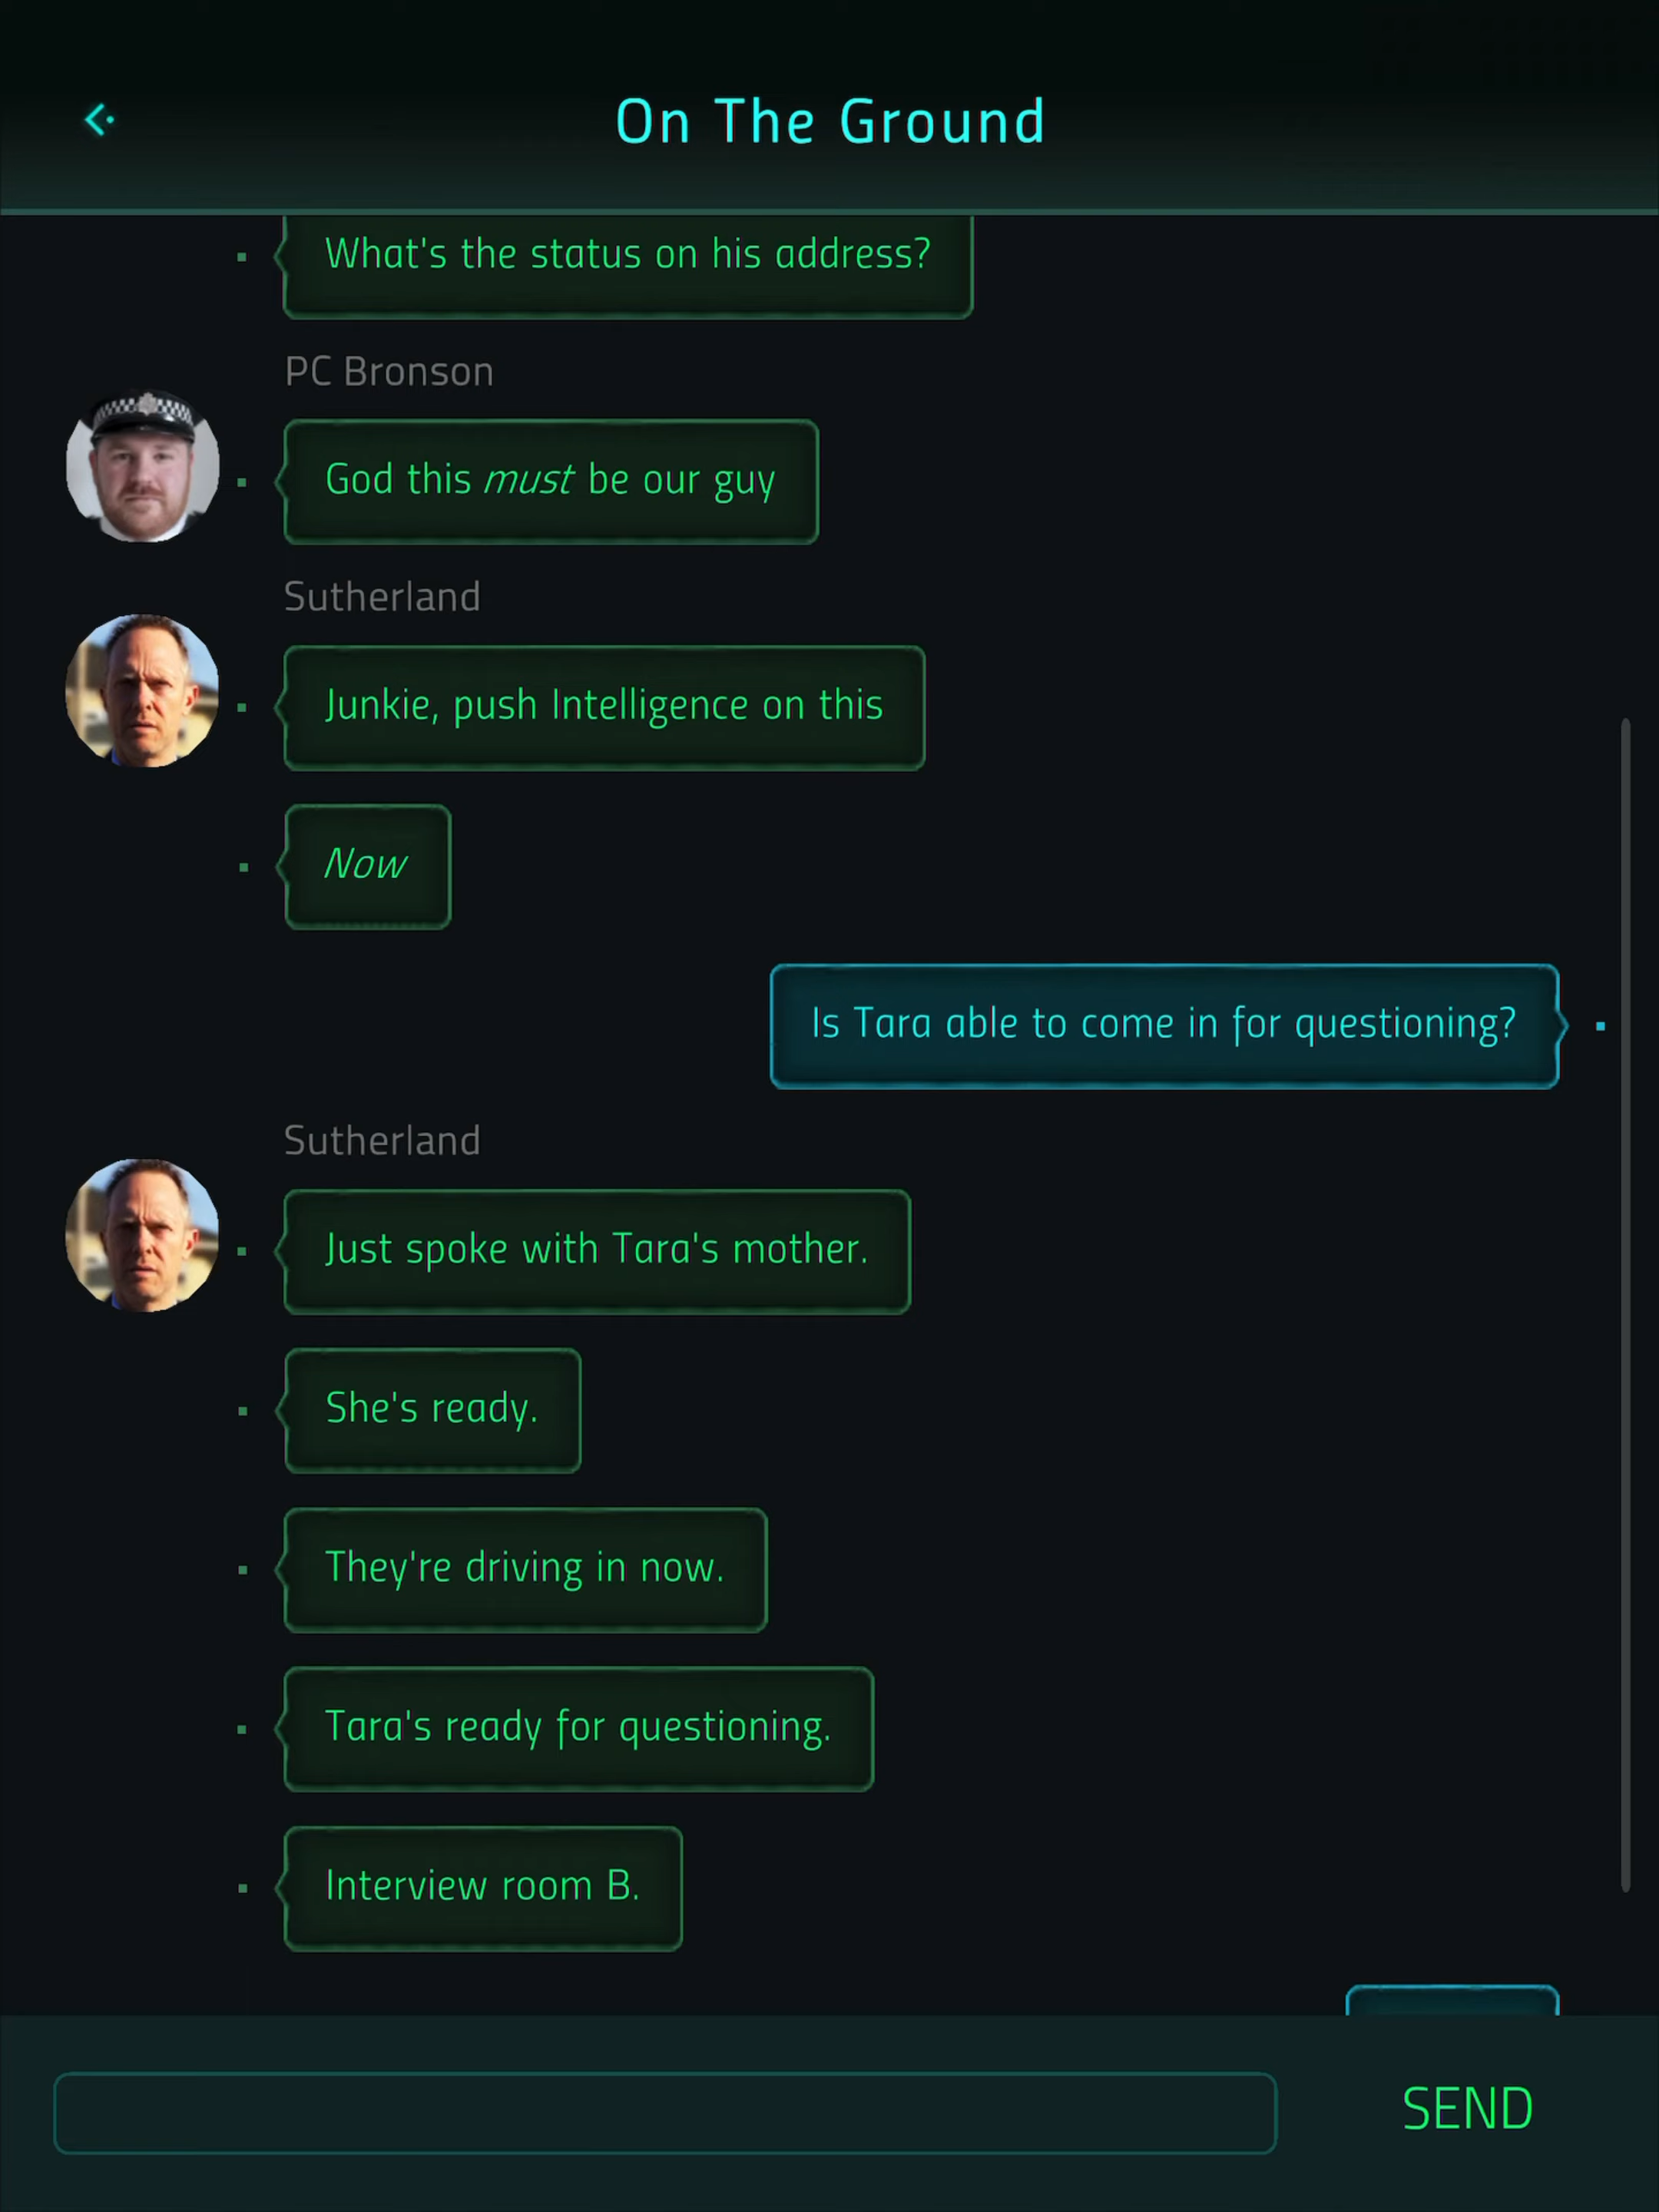 On The Ground
What's the status on his address?
PC Bronson
God this must be our guy
Sutherland
Junkie, push Intelligence on this
Now
Is Tara able to come in for questioning?
Sutherland
Just spoke with Tara's mother.
She's ready.
They're driving in now.
Tara's ready for questioning.
Interview room B.
SEND